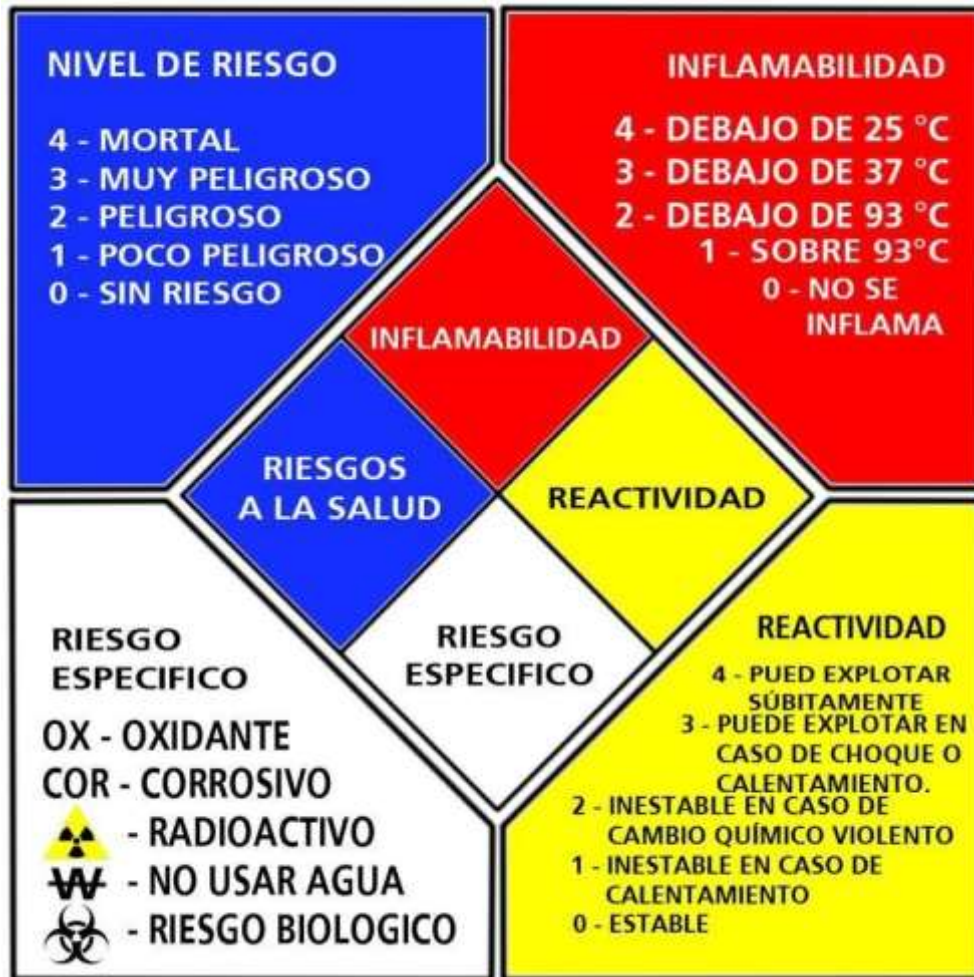 NIVEL DE RIESGO
4 - MORTAL
3 - MUY PELIGROSO
2 - PELIGROSO
1 - POCO PELIGROSO
0 - SIN RIESGO
INFLAMABILIDAD
4 - DEBAJO DE 25 °C
3 - DEBAJO DE 37 °C
2 - DEBAJO DE 93 °C
1 - SOBRE 93°C
0 - NO SE
INFLAMA
INFLAMABILIDAD
RIESGOS
A LA SALUD
REACTIVIDAD
RIESGO
ESPECIFICO
RIESGO
ESPECIFICO
OX - OXIDANTE
COR - CORROSIVO
- RADIOACTIVO
W - NO USAR AGUA
- RIESGO BIOLOGICO
REACTIVIDAD
4 - PUED EXPLOTAR
SÚBITAMENTE
3 - PUEDE EXPLOTAR EN
CASO DE CHOQUE O
CALENTAMIENTO.
2 - INESTABLE EN CASO DE
CAMBIO QUÍMICO VIOLENTO
1 - INESTABLE EN CASO DE
CALENTAMIENTO
0 - ESTABLE